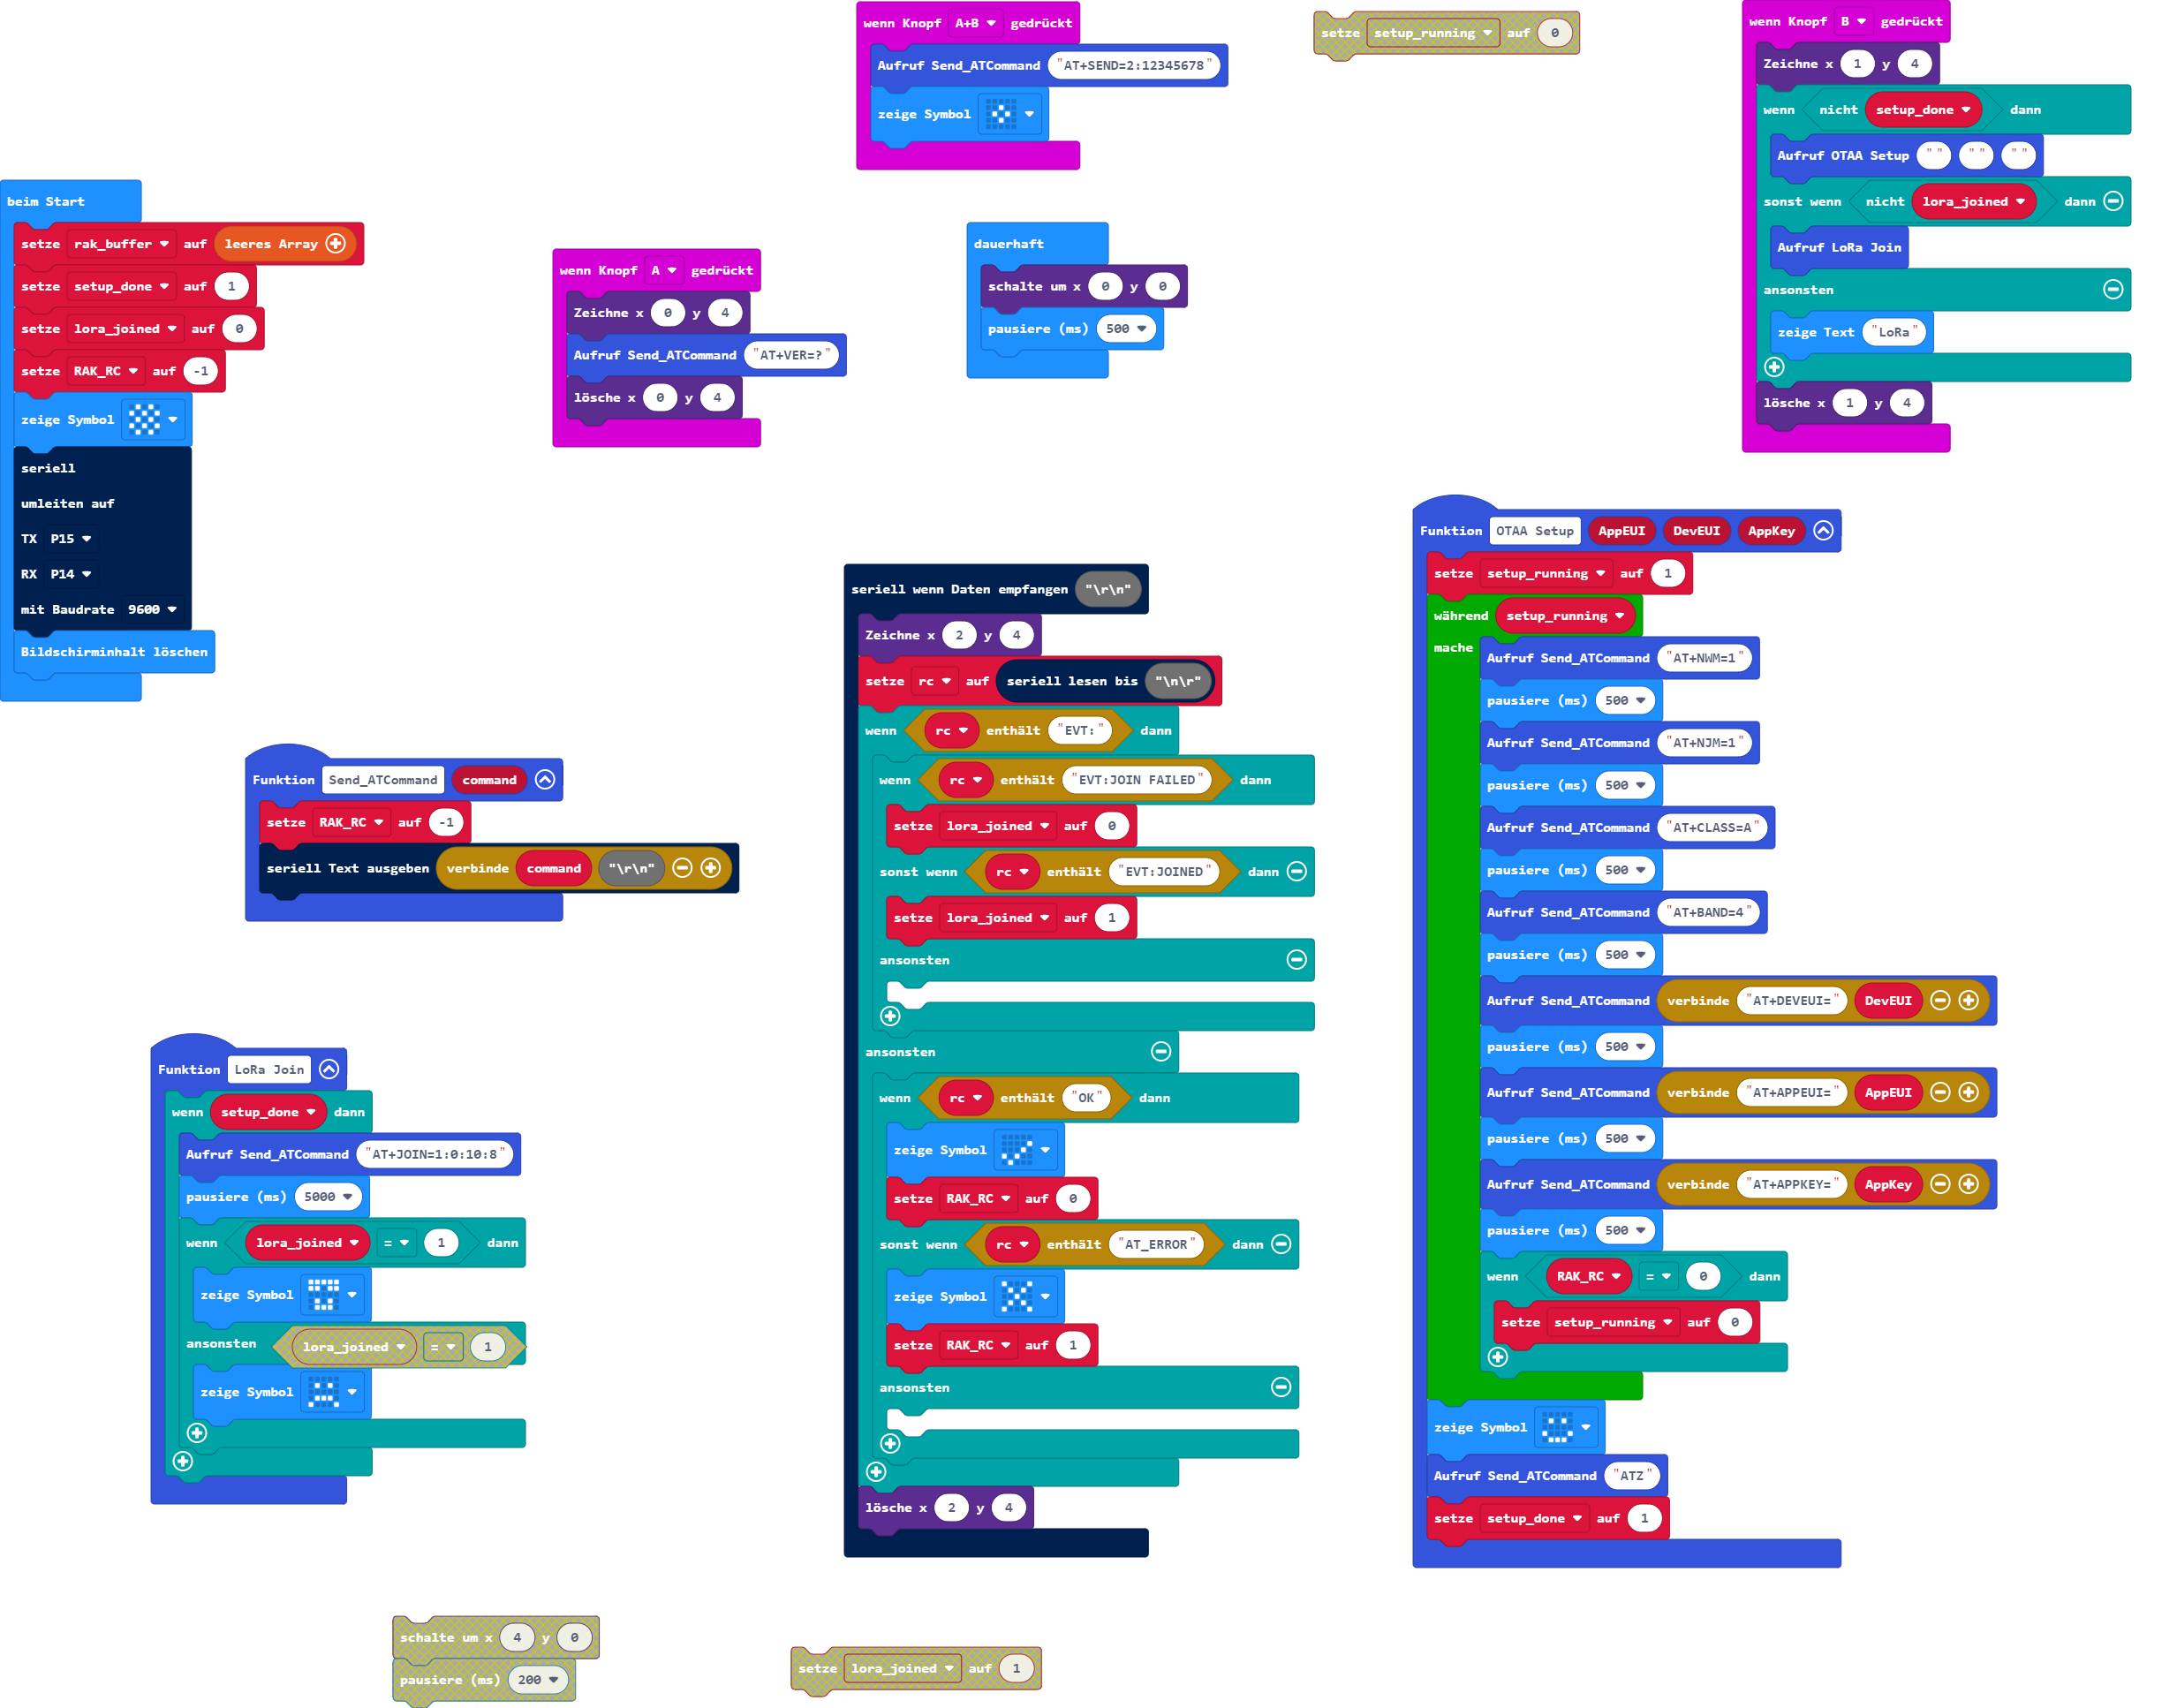 wenn Knopf A+B gedrückt
Aufruf Send_ATCommand "AT+SEND=2:12345678"
zeige Symbol
setze setup_running auf 0
wenn Knopf B gedrückt
Zeichne x 1 y 4
wenn nicht setup_done dann
Aufruf OTAA Setup "" "" ""
sonst wenn nicht lora_joined dann
Aufruf LoRa Join
ansonsten
zeige Text "LoRa"
lösche x 1 y 4
beim Start
setze rak_buffer auf leeres Array
setze setup_done auf 1
setze lora_joined auf 0
setze RAK_RC auf -1
zeige Symbol
seriell
umleiten auf
TX P15
RX P14
mit Baudrate 9600
Bildschirminhalt löschen
wenn Knopf A gedrückt
Zeichne x 0 y 4
Aufruf Send_ATCommand "AT+VER=?"
lösche x 0 y 4
dauerhaft
schalte um x 0 y 0
pausiere (ms) 500
Funktion Send_ATCommand command
setze RAK_RC auf -1
seriell Text ausgeben verbinde command "\r\n"
Funktion LoRa Join
wenn setup_done dann
Aufruf Send_ATCommand "AT+JOIN=1:0:10:8"
pausiere (ms) 5000
wenn lora_joined = 1 dann
zeige Symbol
ansonsten lora_joined = 1
zeige Symbol
seriell wenn Daten empfangen "\r\n"
Zeichne x 2 y 4
setze rc auf seriell lesen bis "\n\r"
wenn rc enthält "EVT:" dann
wenn rc enthält "EVT:JOIN FAILED" dann
setze lora_joined auf 0
sonst wenn rc enthält "EVT:JOINED" dann
setze lora_joined auf 1
ansonsten
ansonsten
wenn rc enthält "OK" dann
zeige Symbol
setze RAK_RC auf 0
sonst wenn rc enthält "AT_ERROR" dann
zeige Symbol
setze RAK_RC auf 1
ansonsten
lösche x 2 y 4
Funktion OTAA Setup AppEUI DevEUI AppKey
setze setup_running auf 1
während setup_running
mache Aufruf Send_ATCommand "AT+NWM=1"
pausiere (ms) 500
Aufruf Send_ATCommand "AT+NJM=1"
pausiere (ms) 500
Aufruf Send_ATCommand "AT+CLASS=A"
pausiere (ms) 500
Aufruf Send_ATCommand "AT+BAND=4"
pausiere (ms) 500
Aufruf Send_ATCommand verbinde "AT+DEVEUI=" DevEUI
pausiere (ms) 500
Aufruf Send_ATCommand verbinde "AT+APPEUI=" AppEUI
pausiere (ms) 500
Aufruf Send_ATCommand verbinde "AT+APPKEY=" AppKey
pausiere (ms) 500
wenn RAK_RC = 0 dann
setze setup_running auf 0
zeige Symbol
Aufruf Send_ATCommand "ATZ"
setze setup_done auf 1
schalte um x 4 y 0
pausiere (ms) 200
setze lora_joined auf 1